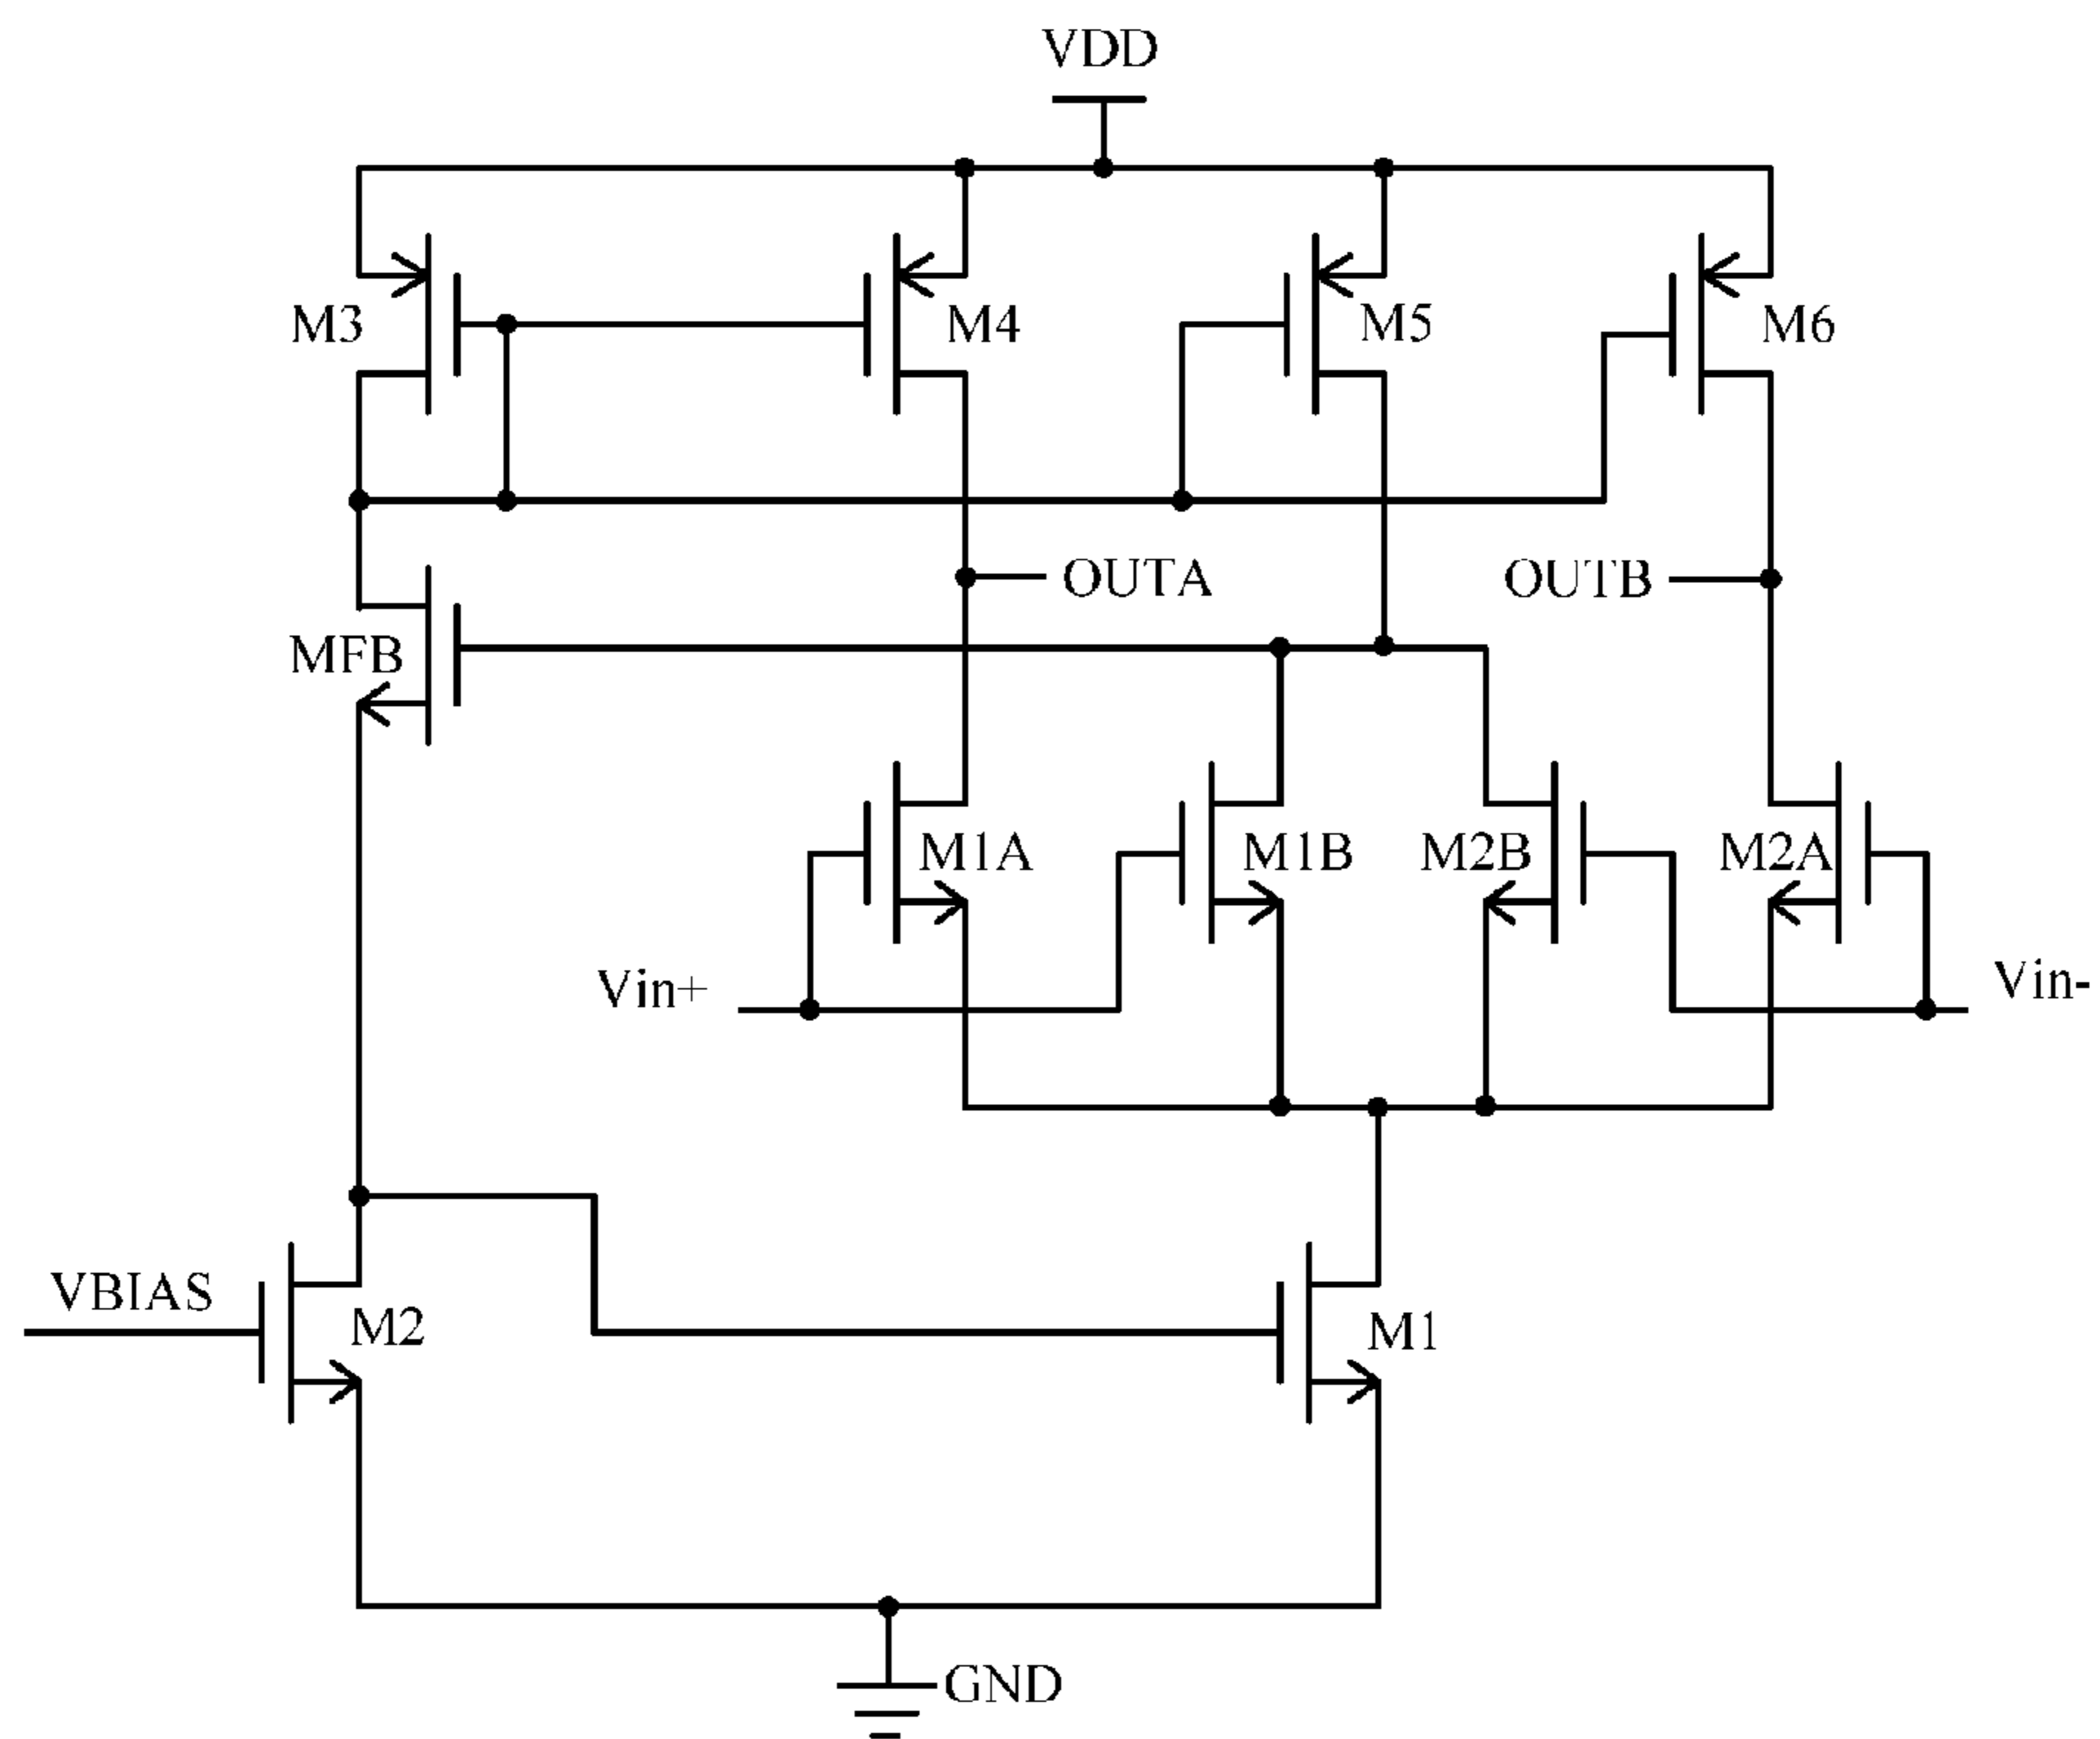 VDD
M3
M4
M5
M6
OUTA
OUTB
MFB
M1A
M1B
M2B
M2A
Vin+
Vin-
VBIAS
M2
M1
GND